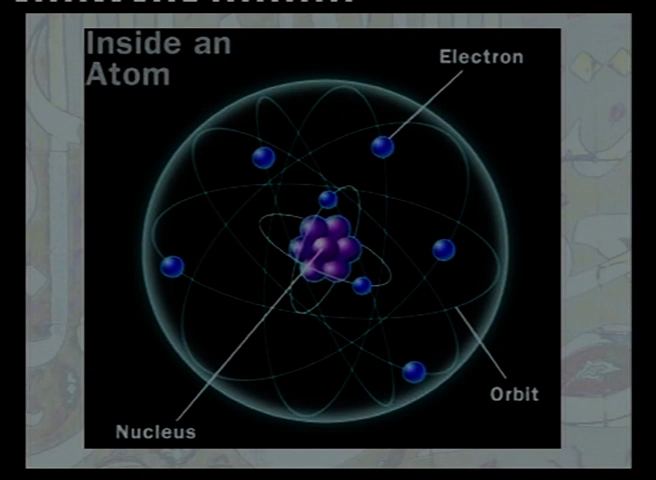 Inside an
Atom
Electron
Orbit
Nucleus